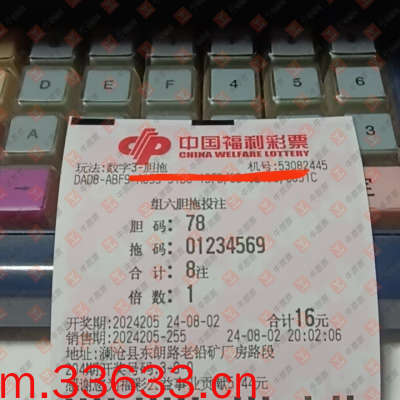 D
E
F
4
5
6
A
中国福利彩票
CHINA WELFARE LOTTERY
玩法:数字3-胆拖 机号:53082445
组六胆拖投注
胆 码: 78
拖 码: 01234569
合 计: 8注
倍 数: 1
开奖期:2024205 24-08-02 合计16元
销售期:2024205-255 24-08-02 20:02:06
地址:澜沧县东朗路老铅矿厂房路段
m.33633.cn